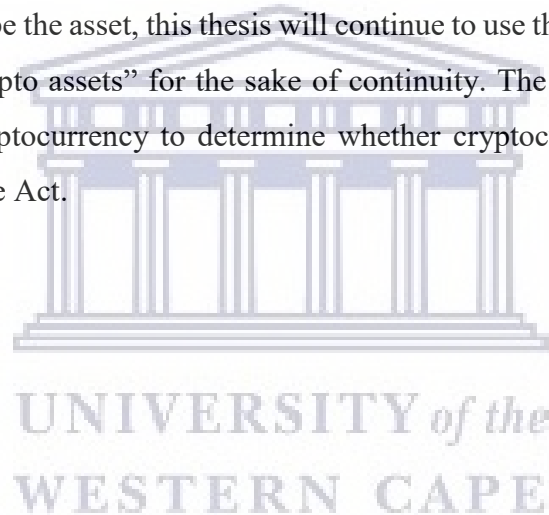 be the asset, this thesis will continue to use th
pto assets” for the sake of continuity. The
ptocurrency to determine whether cryptoc
e Act.
UNIVERSITY of the
WESTERN CAPE